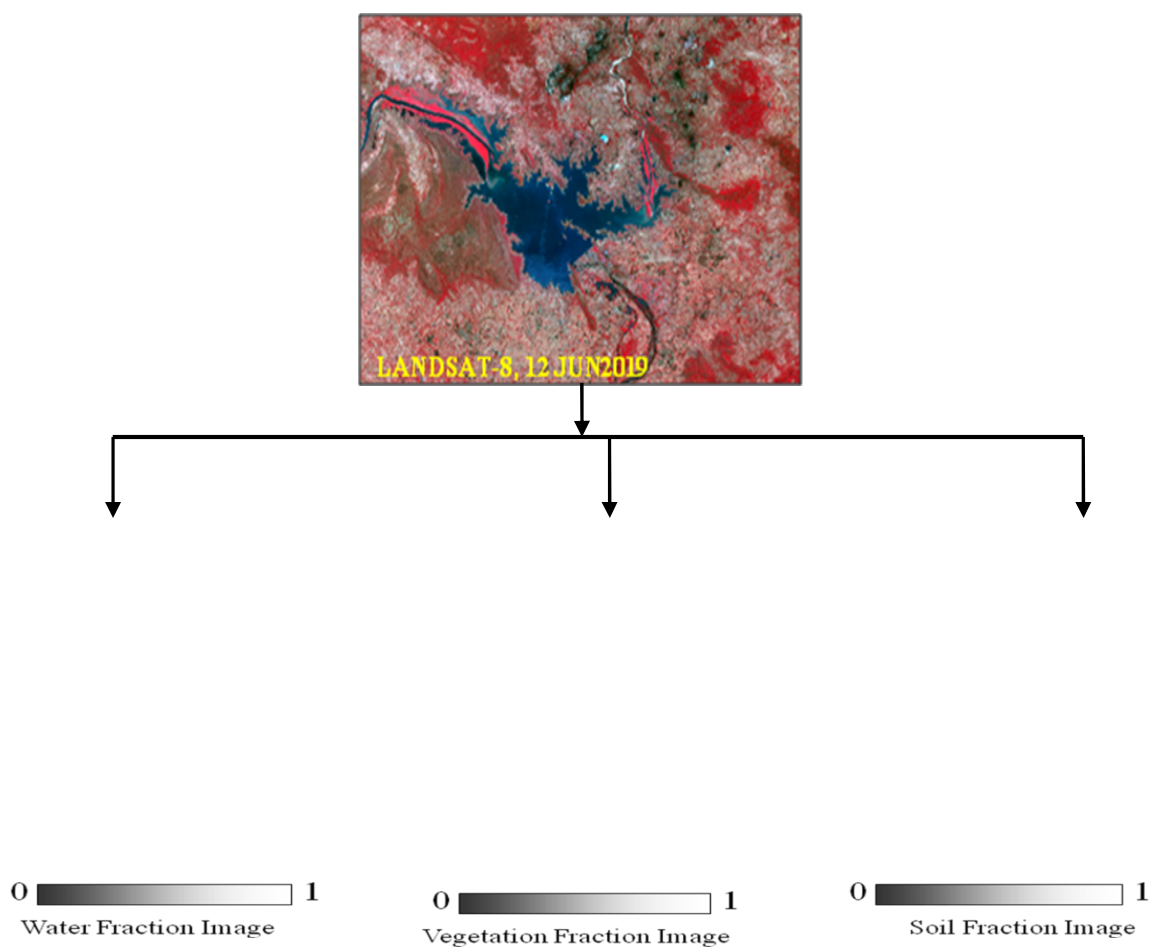 LANDSAT-8, 12 JUN2019
0 1
Water Fraction Image
0 1
Vegetation Fraction Image
0 1
Soil Fraction Image